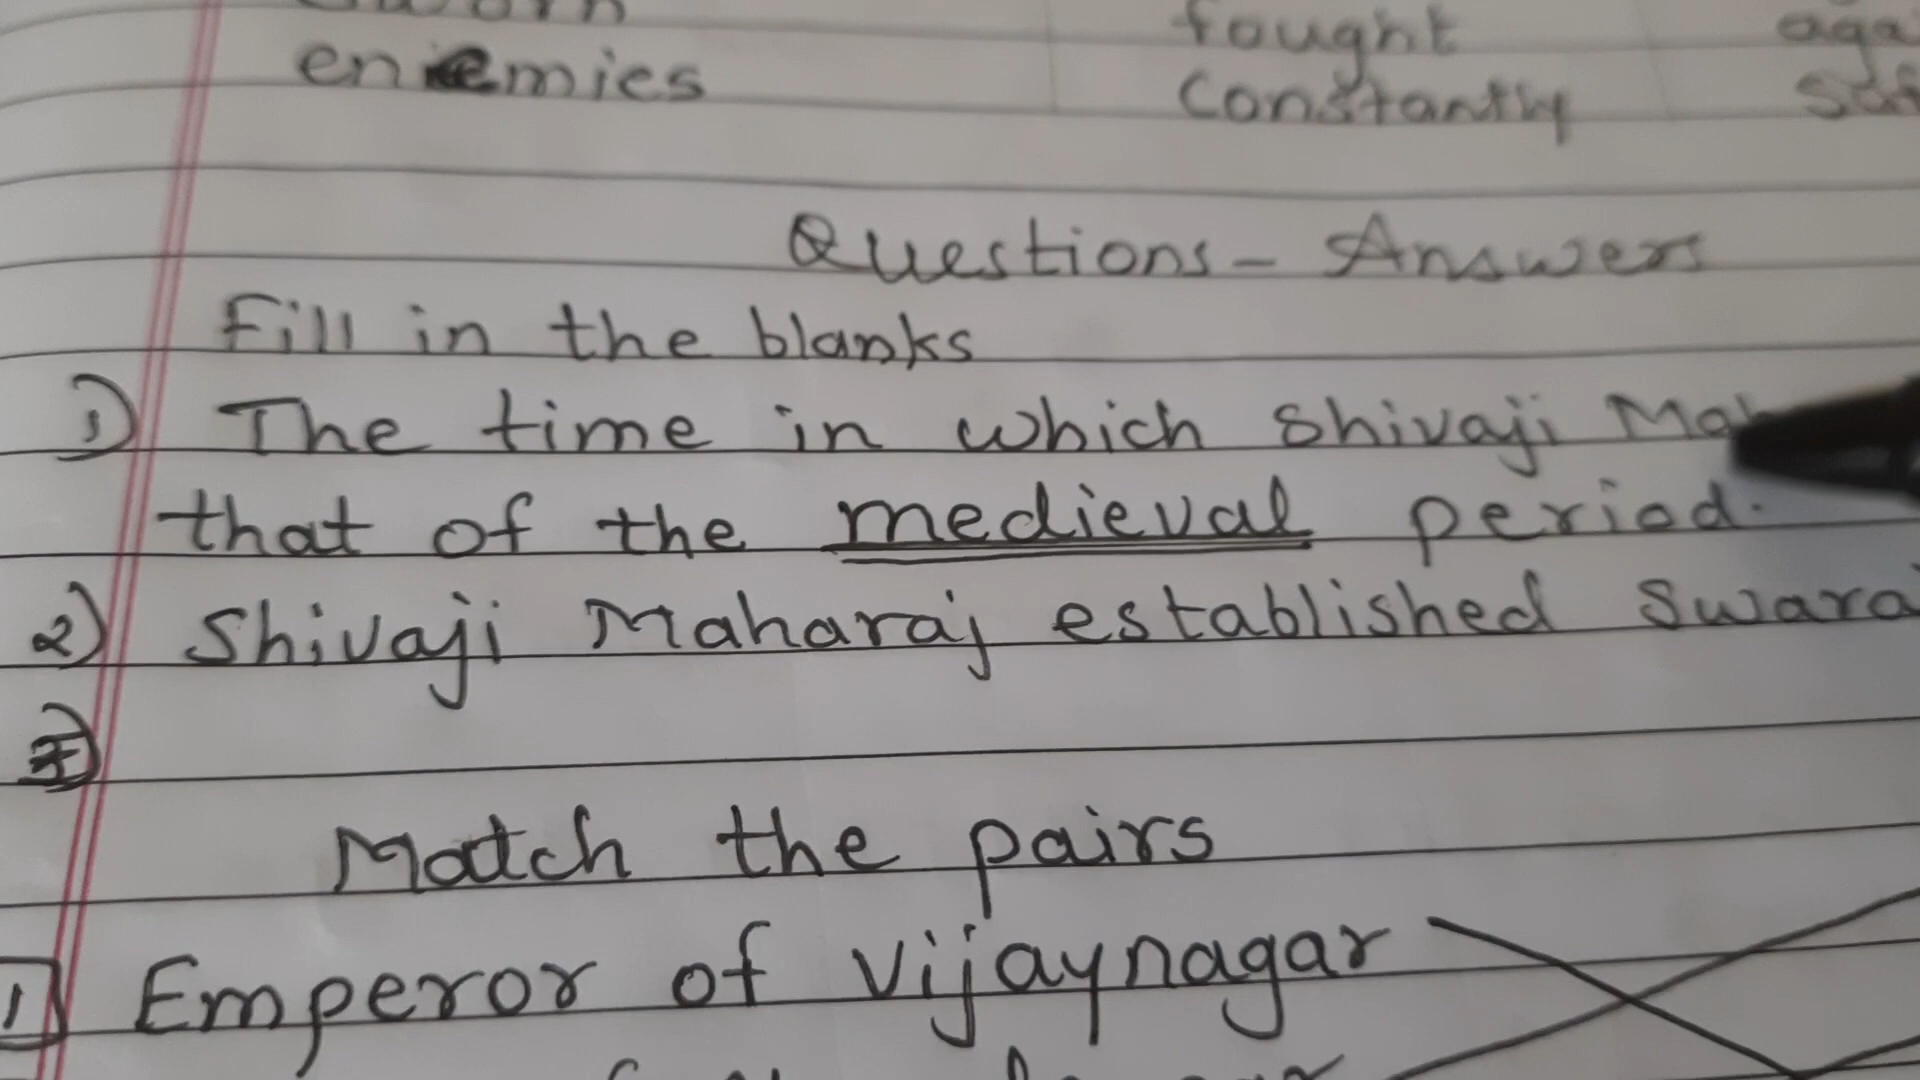 enemies
fought
Constantly
Questions - Answers
Fill in the blanks
1) The time in which Shivaji
that of the medieval period.
2) Shivaji Maharaj established
Match the pairs
1 Emperor of Vijaynagar